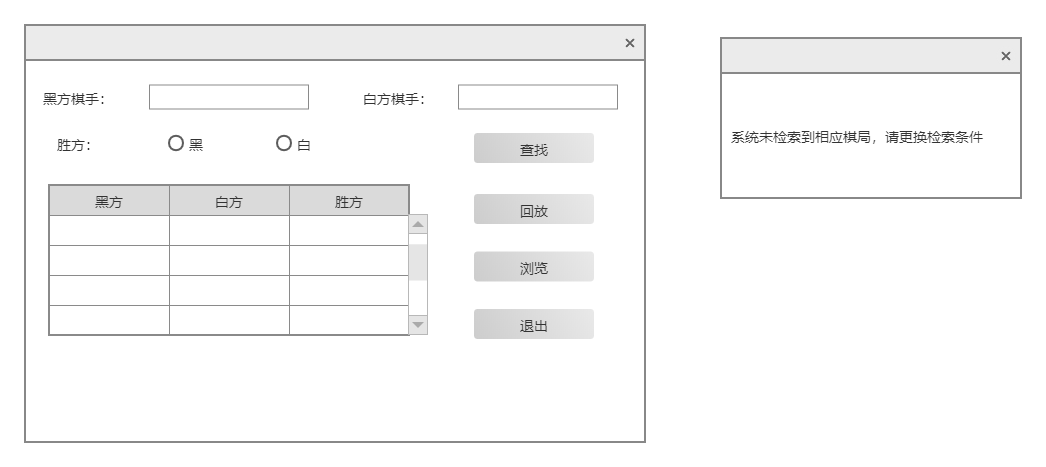 黑方棋手： 白方棋手：
胜方： 黑 白
查找
黑方 白方 胜方
回放
浏览
退出
系统未检索到相应棋局，请更换检索条件